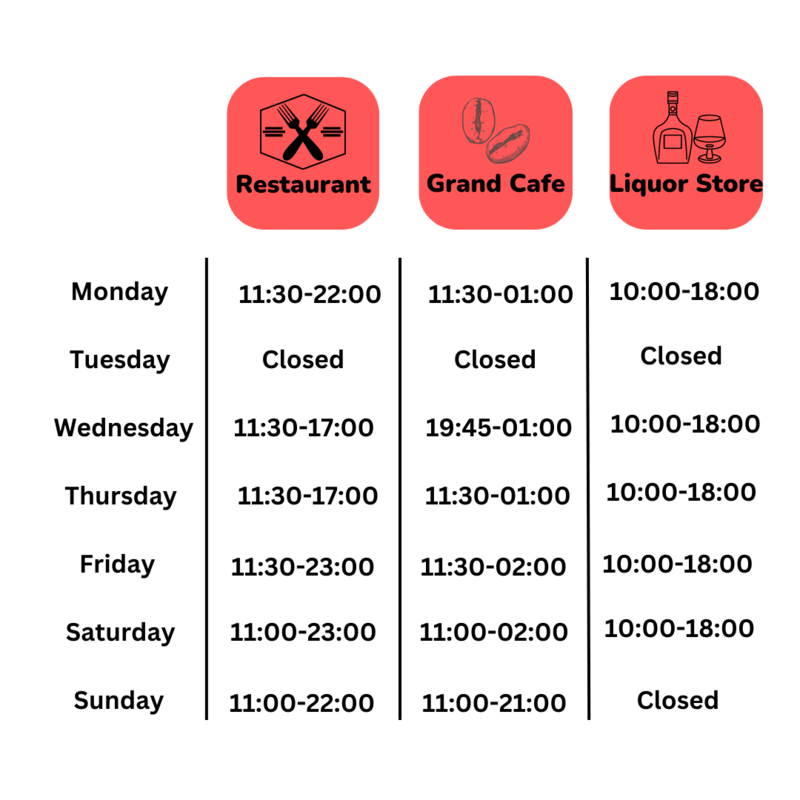 Restaurant Grand Cafe Liquor Store
Monday 11:30-22:00 11:30-01:00 10:00-18:00
Tuesday Closed Closed Closed
Wednesday 11:30-17:00 19:45-01:00 10:00-18:00
Thursday 11:30-17:00 11:30-01:00 10:00-18:00
Friday 11:30-23:00 11:30-02:00 10:00-18:00
Saturday 11:00-23:00 11:00-02:00 10:00-18:00
Sunday 11:00-22:00 11:00-21:00 Closed